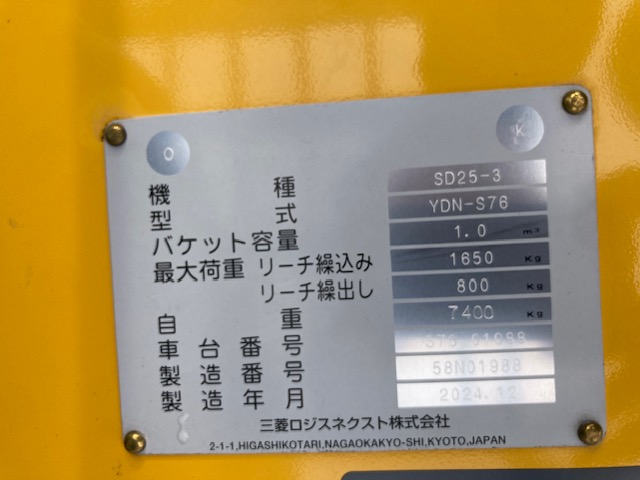 O K
機種 SD25-3
型式 YDN-S76
バケット容量 1.0 m³
最大荷重 リーチ繰込み 1650 Kg
リーチ繰出し 800 Kg
自重 7400 Kg
車台番号 S76 01988
製造番号 58N01988
製造年月 2024.12
三菱ロジスネクスト株式会社
2-1-1,HIGASHIKOTARI,NAGAOKAKYO-SHI,KYOTO,JAPAN